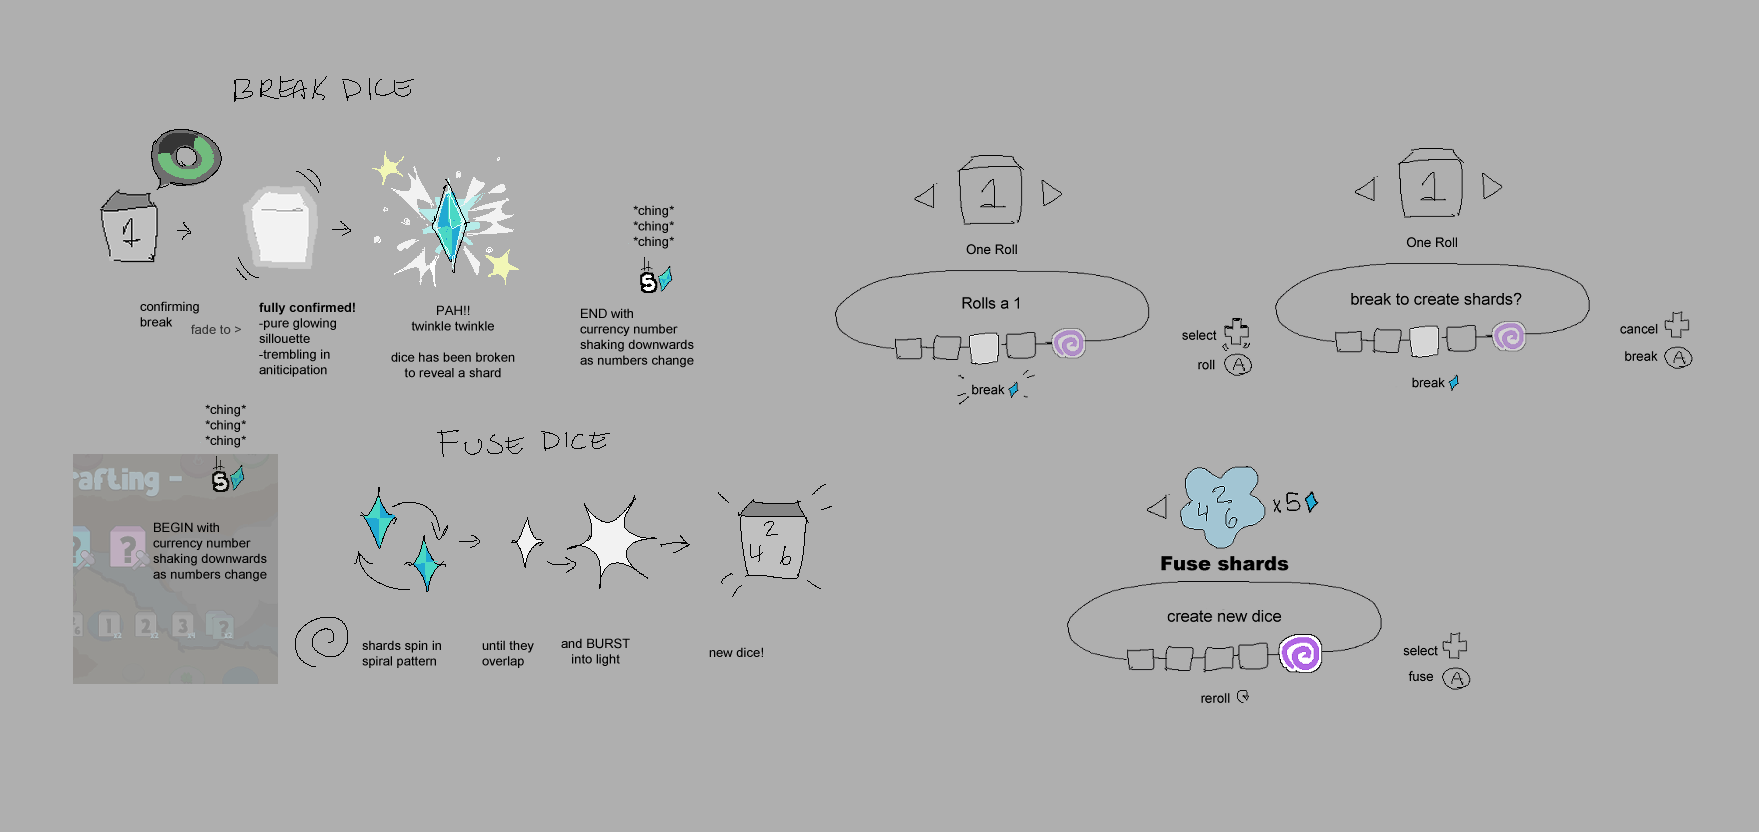 BREAK DICE
1
confirming
break
fade to >
fully confirmed!
-pure glowing
sillouette
-trembling in
aniticipation
PAH!!
twinkle twinkle
dice has been broken
to reveal a shard
*ching*
*ching*
*ching*
5
END with
currency number
shaking downwards
as numbers change
1
One Roll
Rolls a 1
break
select
roll A
1
One Roll
break to create shards?
break
cancel
break A
FUSE DICE
*ching*
*ching*
*ching*
rafting -
5
BEGIN with
currency number
shaking downwards
as numbers change
? ?
6 1 2 3 ?
shards spin in
spiral pattern
until they
overlap
and BURST
into light
2
4 6
new dice!
2
4 6
x5
Fuse shards
create new dice
reroll
select
fuse A